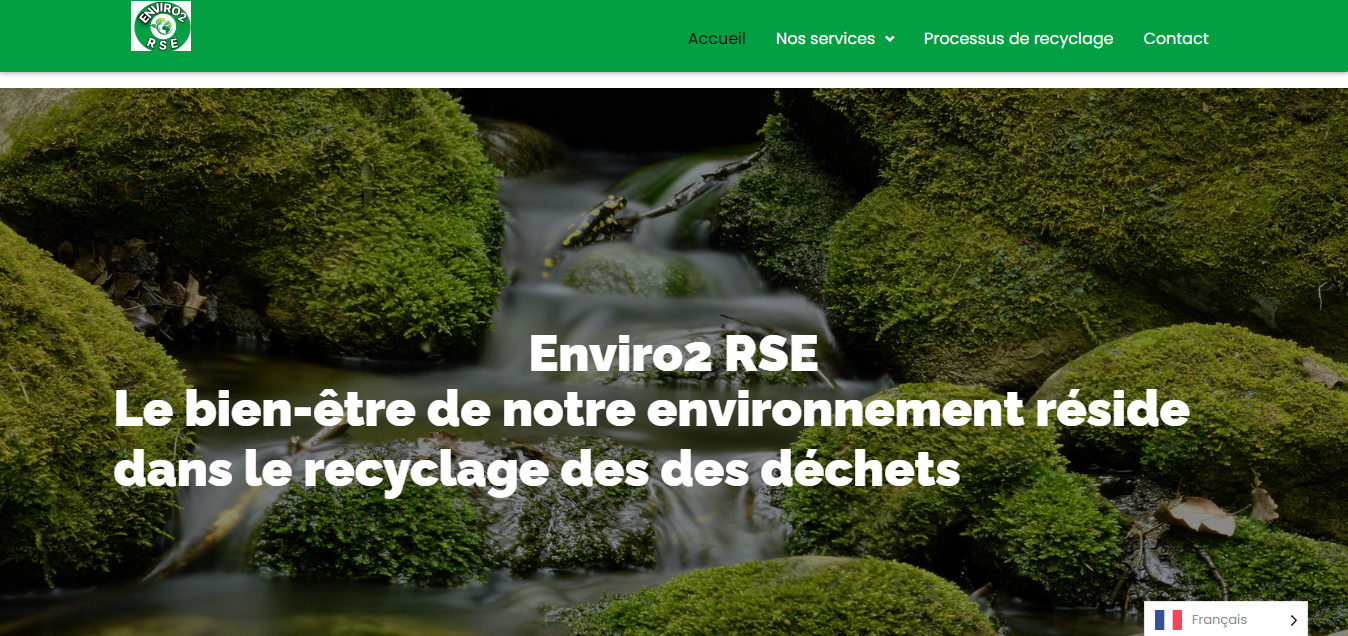 ENVIRO2
RSE
Accueil
Nos services
Processus de recyclage
Contact
Enviro2 RSE
Le bien-être de notre environnement réside
dans le recyclage des des déchets
Français